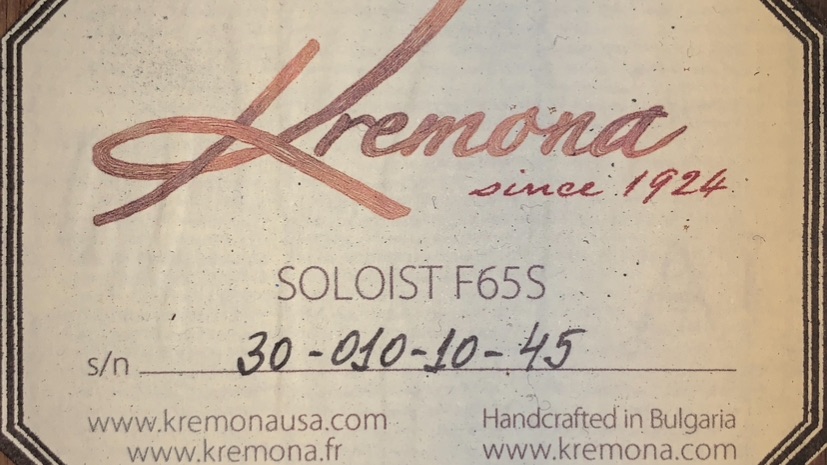 Kremona
since 1924
SOLOIST F65S
s/n 30-010-10-45
www.kremonausa.com Handcrafted in Bulgaria
www.kremona.fr www.kremona.com